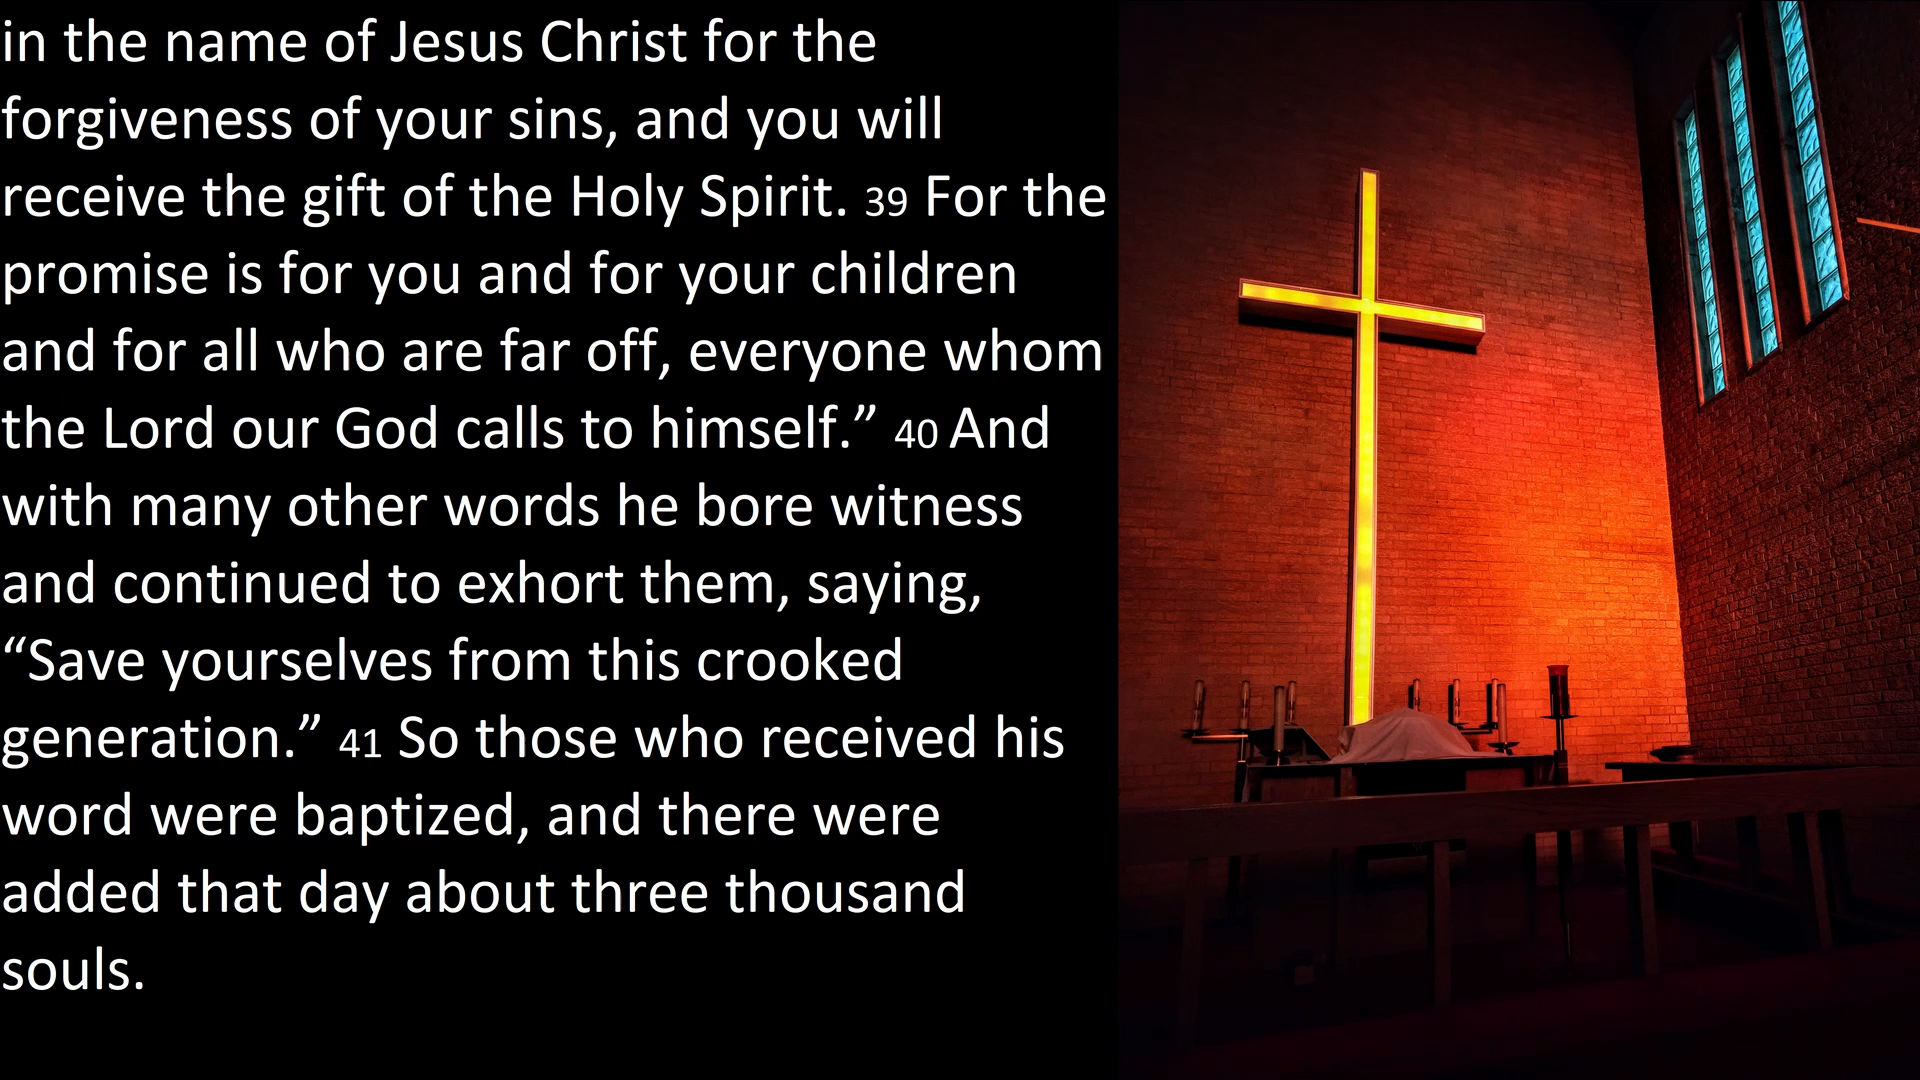 in the name of Jesus Christ for the
forgiveness of your sins, and you will
receive the gift of the Holy Spirit. 39 For the
promise is for you and for your children
and for all who are far off, everyone whom
the Lord our God calls to himself.” 40 And
with many other words he bore witness
and continued to exhort them, saying,
“Save yourselves from this crooked
generation.” 41 So those who received his
word were baptized, and there were
added that day about three thousand
souls.